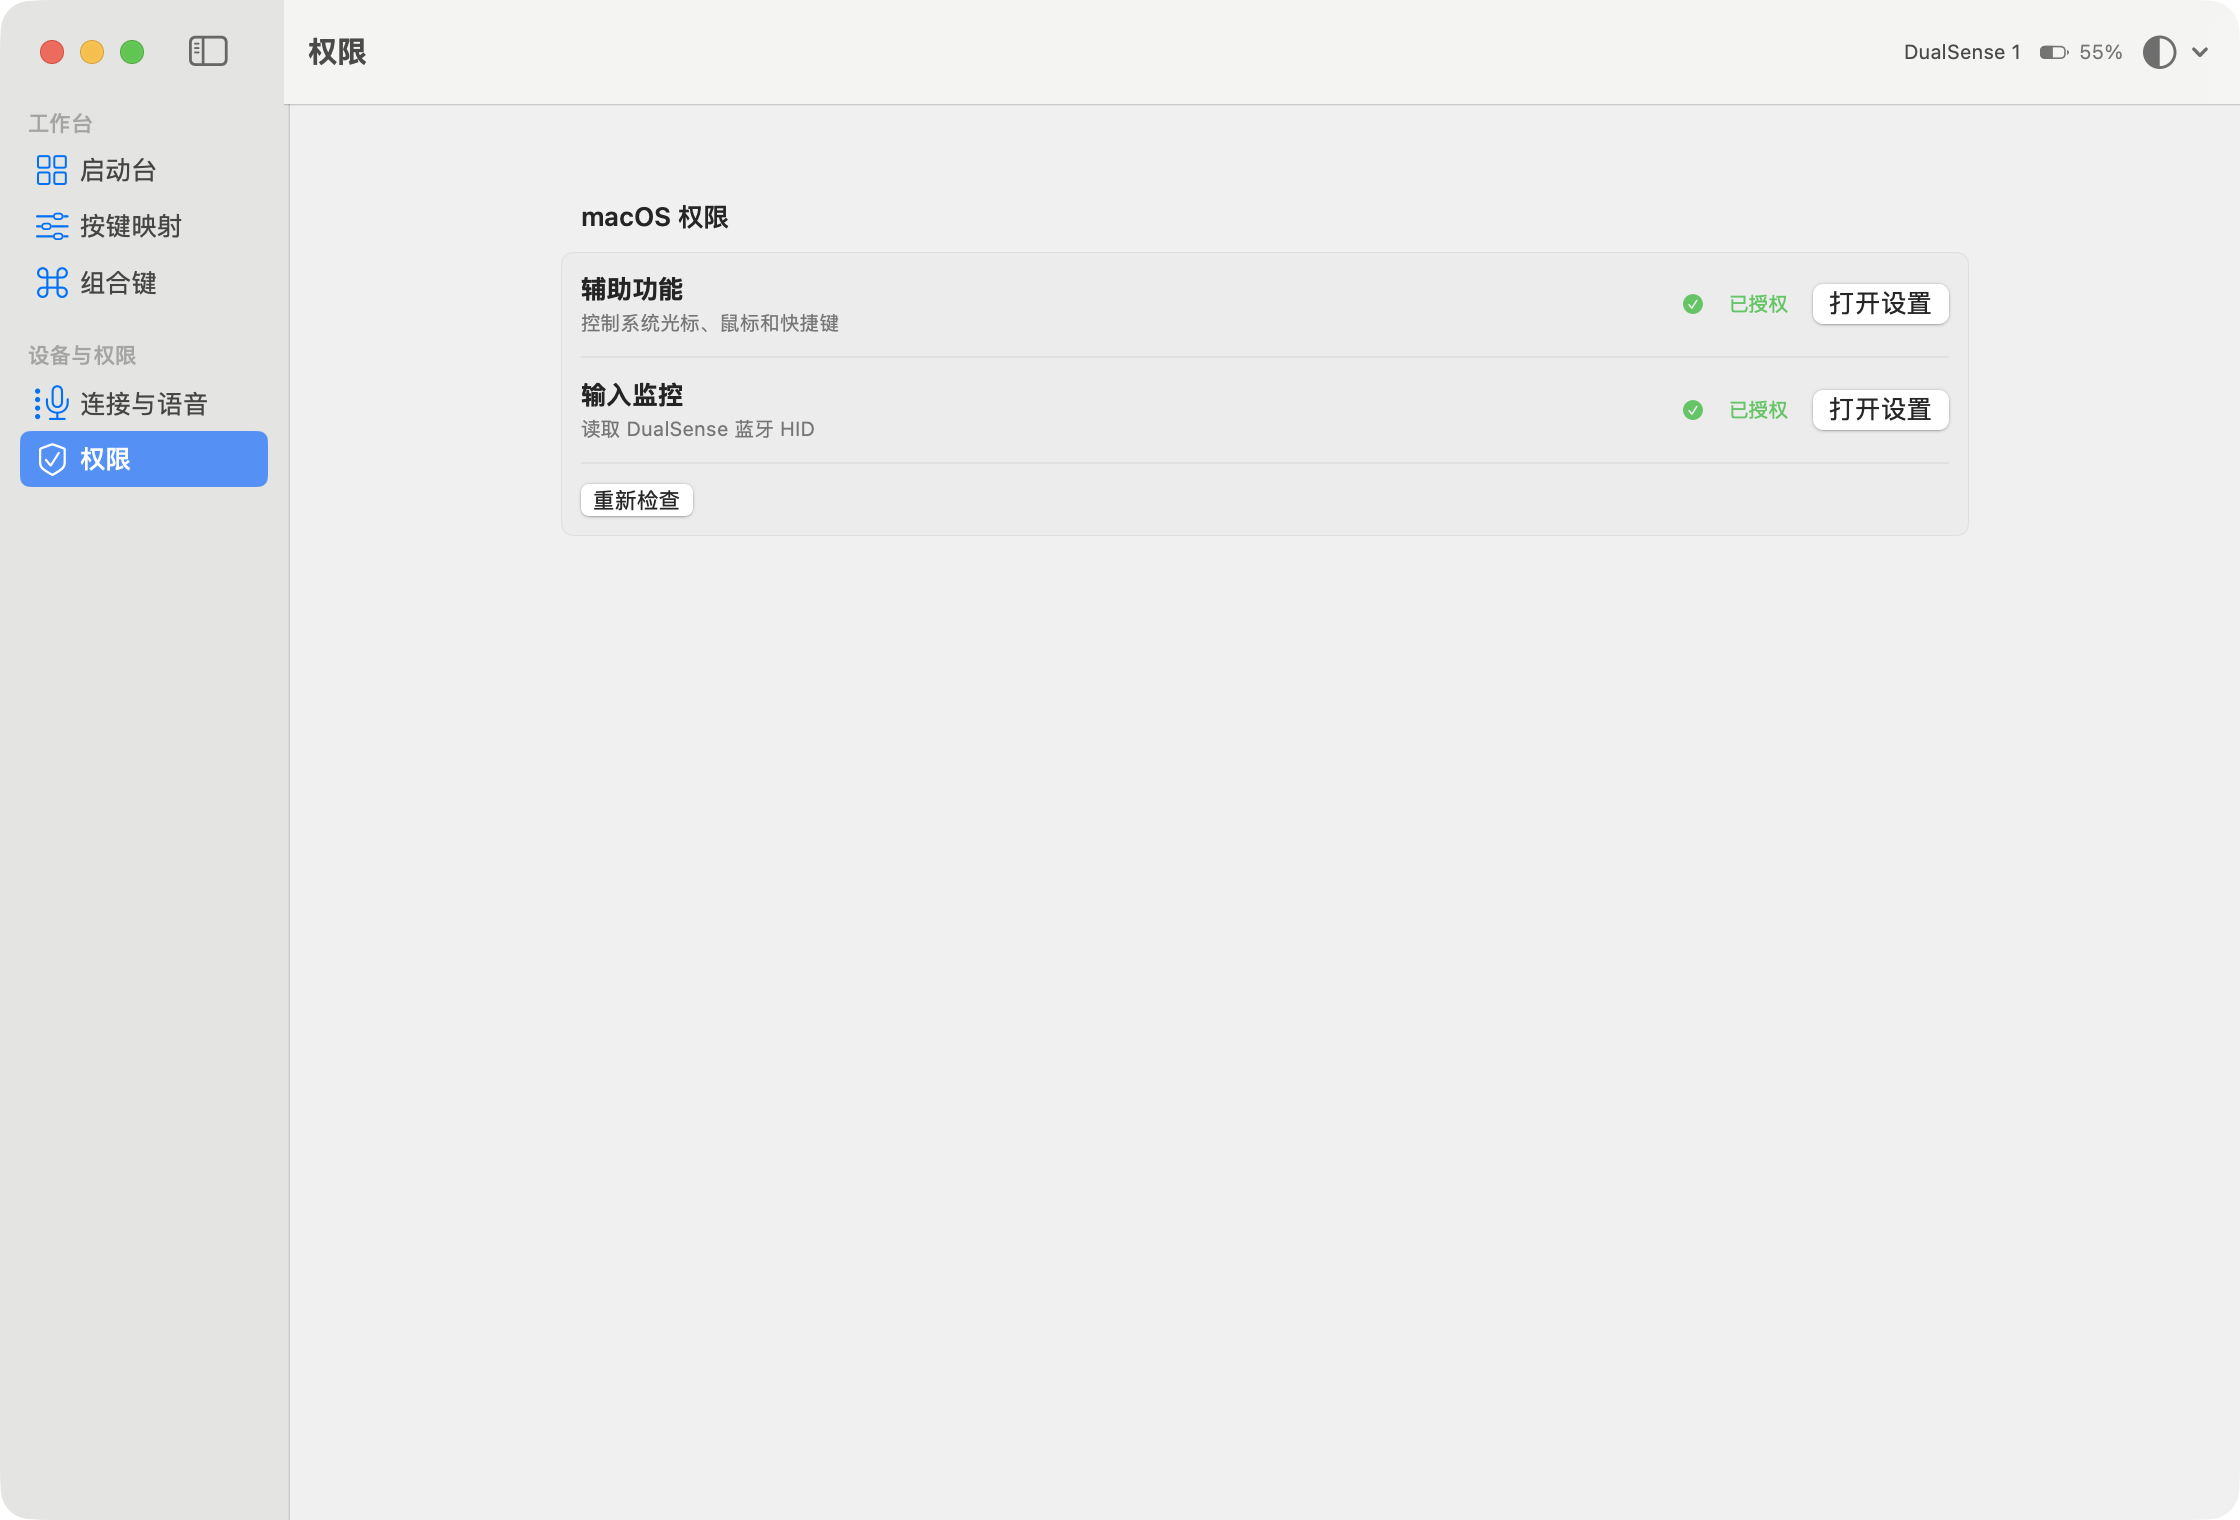 权限
DualSense 1 55%
工作台
启动台
按键映射
组合键
设备与权限
连接与语音
权限
macOS 权限
辅助功能
控制系统光标、鼠标和快捷键
已授权
打开设置
输入监控
读取 DualSense 蓝牙 HID
已授权
打开设置
重新检查